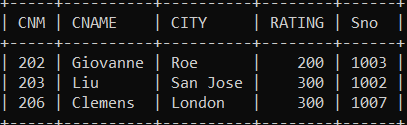 +-----+----------+----------+--------+------+
| CNM | CNAME    | CITY     | RATING | Sno  |
+-----+----------+----------+--------+------+
| 202 | Giovanne | Roe      |    200 | 1003 |
| 203 | Liu      | San Jose |    300 | 1002 |
| 206 | Clemens  | London   |    300 | 1007 |
+-----+----------+----------+--------+------+